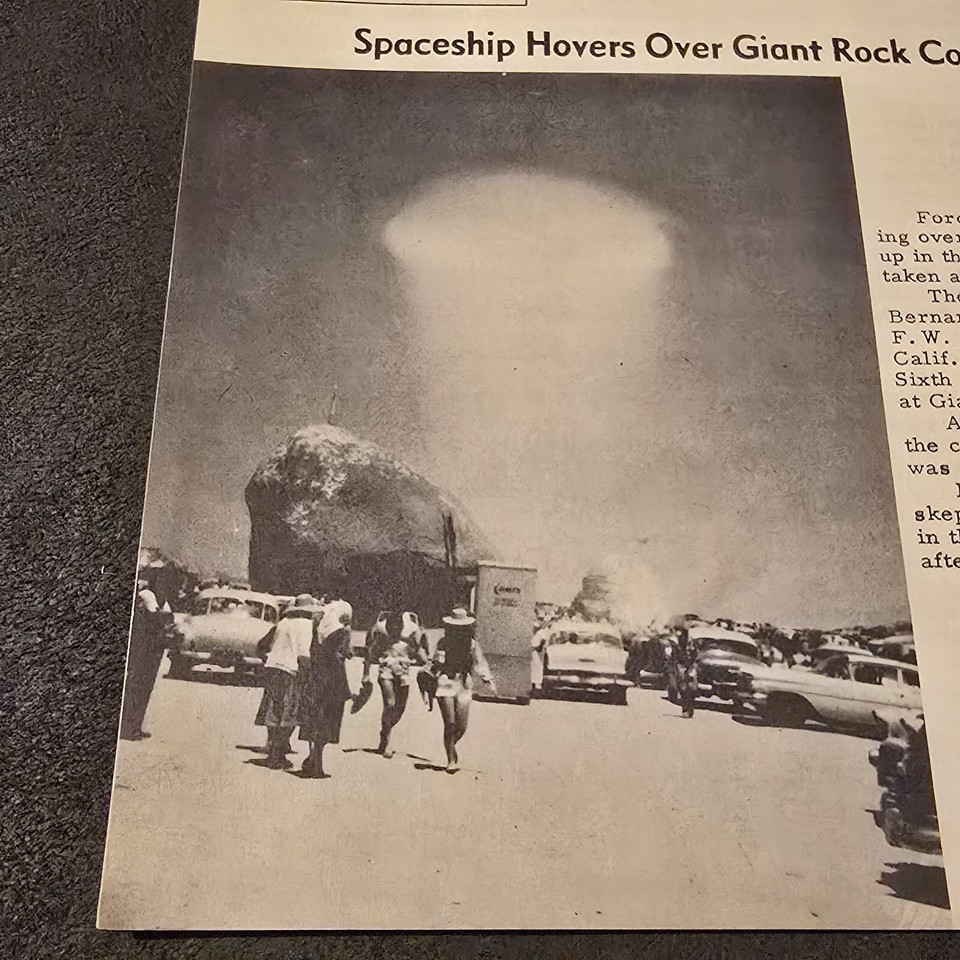 Spaceship Hovers Over Giant Rock Co
Forc
ing over
up in th
taken a
The
Bernar
F. W.
Calif.
Sixth
at Gia
A
the c
was
skep
in th
afte